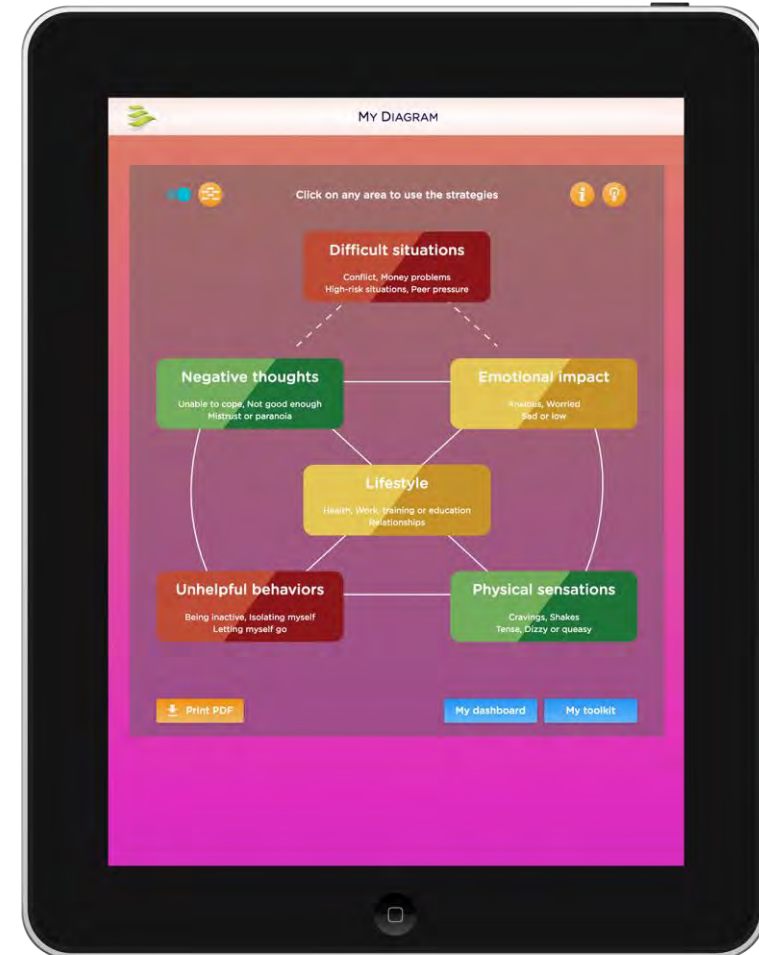 MY DIAGRAM
Click on any area to use the strategies
Difficult situations
Conflict, Money problems
High-risk situations, Peer pressure
Negative thoughts
Unable to cope, Not good enough
Mistrust or paranoia
Emotional impact
Anxious, Worried
Sad or low
Lifestyle
Health, Work, training or education
Relationships
Unhelpful behaviors
Being inactive, Isolating myself
Letting myself go
Physical sensations
Cravings, Shakes
Tense, Dizzy or queasy
Print PDF
My dashboard
My toolkit